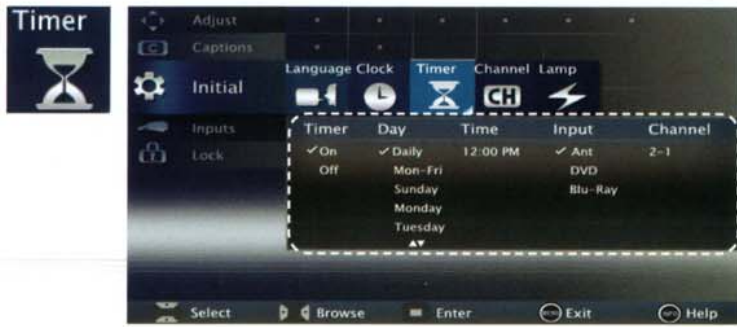 Timer
Adjust
Captions
Language Clock Timer Channel Lamp
CH
Initial
Inputs
Lock
Timer Day Time Input Channel
✓On ✓Daily 12:00 PM ✓Ant 2-1
Off Mon-Fri DVD
Sunday Blu-Ray
Monday
Tuesday
Select Browse Enter Exit Help